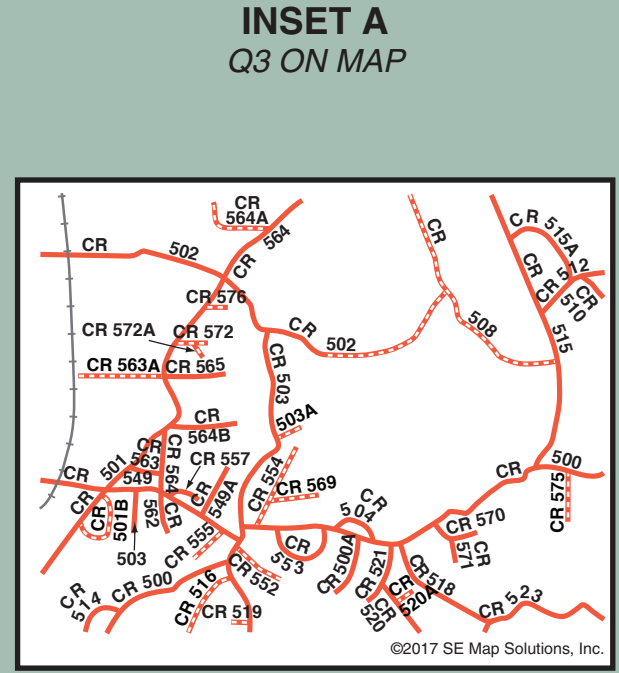 INSET A
Q3 ON MAP
CR
564A
CR 564
CR
502
CR
CR 515A
CR 512
CR
510
CR
515
CR 576
CR 572A
CR 572
CR
502
508
CR 563A
CR 565
CR 503
CR
564B
503A
CR
563
CR 564
CR 557
501
CR
549
CR
CR
549A
CR 554
CR 569
CR
500
CR 575
CR
501B
562
CR
503
CR 555
CR
504
CR 570
CR
571
CR
553
CR 500A
CR 521
CR 552
CR 518
CR
520A
CR
520
CR 523
CR
514
CR 500
CR 516
CR 519
©2017 SE Map Solutions, Inc.